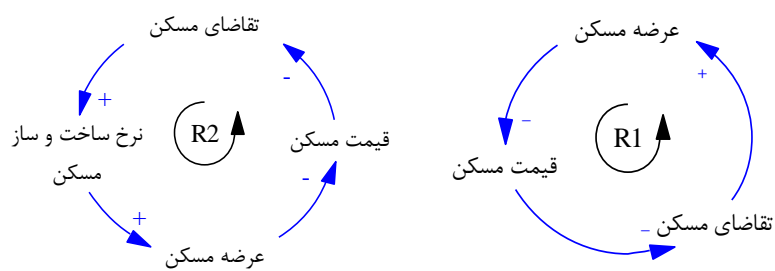 تقاضای مسکن
+
-
نرخ ساخت و ساز
مسکن
R2
قیمت مسکن
+
-
عرضه مسکن
عرضه مسکن
+
-
R1
قیمت مسکن
تقاضای مسکن
-